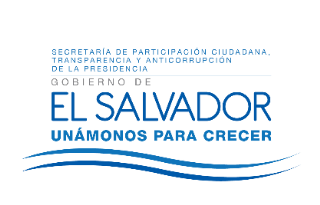 SECRETARÍA DE PARTICIPACIÓN CIUDADANA,
TRANSPARENCIA Y ANTICORRUPCIÓN
DE LA PRESIDENCIA
GOBIERNO DE
EL SALVADOR
UNÁMONOS PARA CRECER